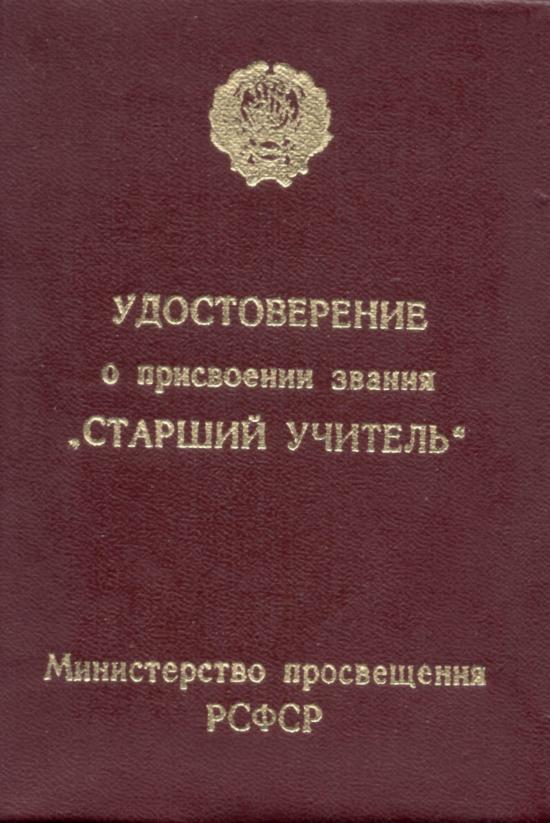 УДОСТОВЕРЕНИЕ
о присвоении звания
„СТАРШИЙ УЧИТЕЛЬ“
Министерство просвещения
РСФСР